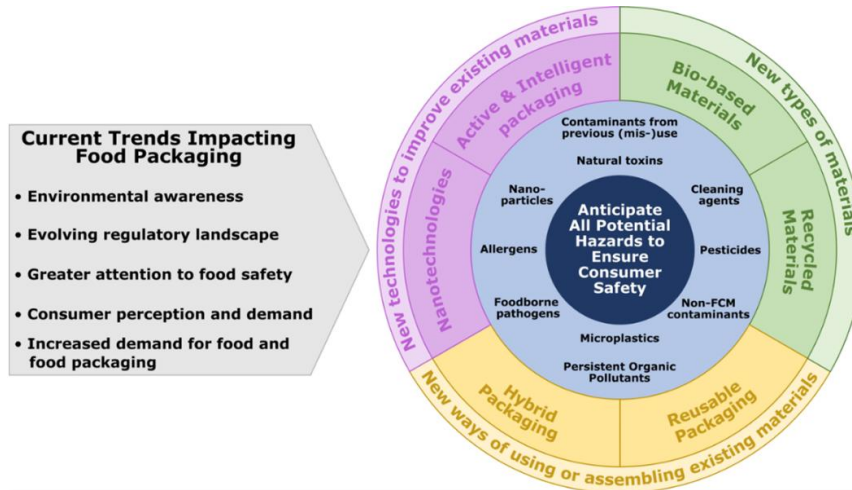 Current Trends Impacting
Food Packaging
• Environmental awareness
• Evolving regulatory landscape
• Greater attention to food safety
• Consumer perception and demand
• Increased demand for food and
food packaging
New technologies to improve existing materials
Active & Intelligent
packaging
Nanotechnologies
New types of materials
Bio-based
Materials
Recycled
Materials
New ways of using or assembling existing materials
Hybrid
Packaging
Reusable
Packaging
Contaminants from
previous (mis-)use
Natural toxins
Nano-
particles
Cleaning
agents
Allergens
Pesticides
Foodborne
pathogens
Non-FCM
contaminants
Microplastics
Persistent Organic
Pollutants
Anticipate
All Potential
Hazards to
Ensure
Consumer
Safety